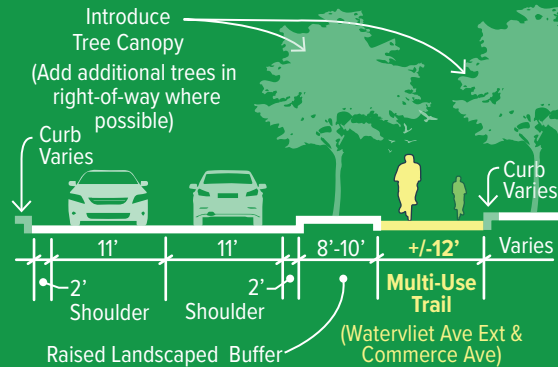 Introduce
Tree Canopy
(Add additional trees in
right-of-way where
possible)
Curb
Varies
Curb
Varies
11’
11’
8’-10’
+/-12’
Varies
2’
Shoulder
2’
Shoulder
Multi-Use
Trail
(Watervliet Ave Ext &
Commerce Ave)
Raised Landscaped Buffer